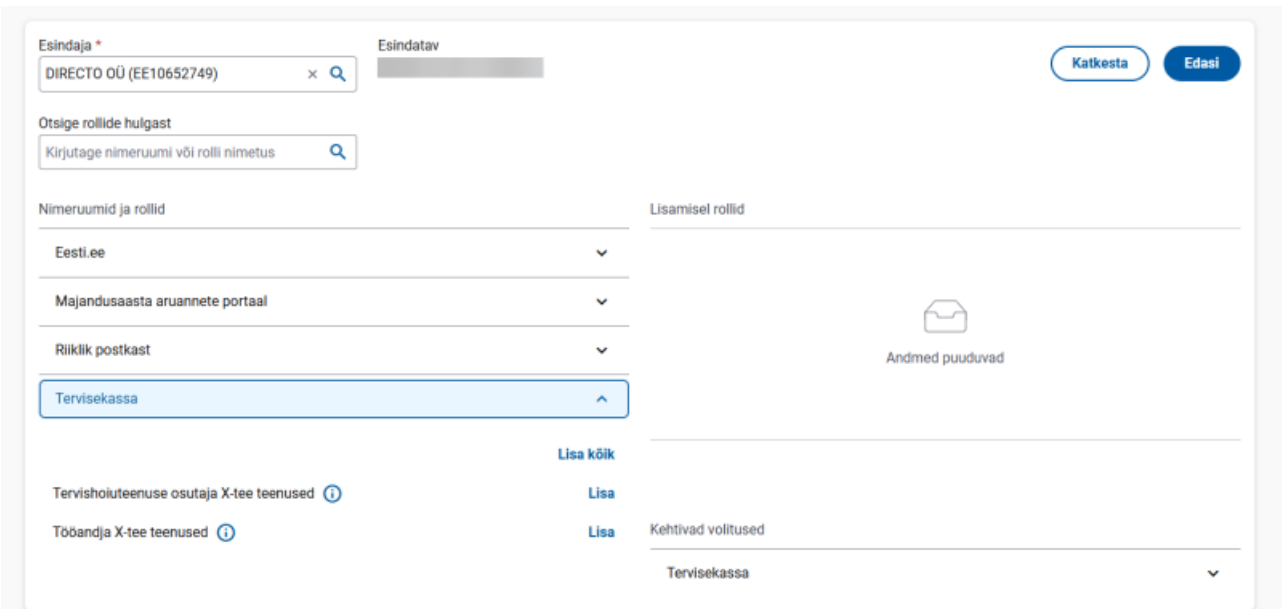 Esindaja *
DIRECTO OÜ (EE10652749)
Esindatav
Katkesta
Edasi
Otsige rollide hulgast
Kirjutage nimeruumi või rolli nimetus
Nimeruumid ja rollid
Eesti.ee
Majandusaasta aruannete portaal
Riiklik postkast
Tervisekassa
Lisa kõik
Tervishoiuteenuse osutaja X-tee teenused
Lisa
Tööandja X-tee teenused
Lisa
Lisamisel rollid
Andmed puuduvad
Kehtivad volitused
Tervisekassa